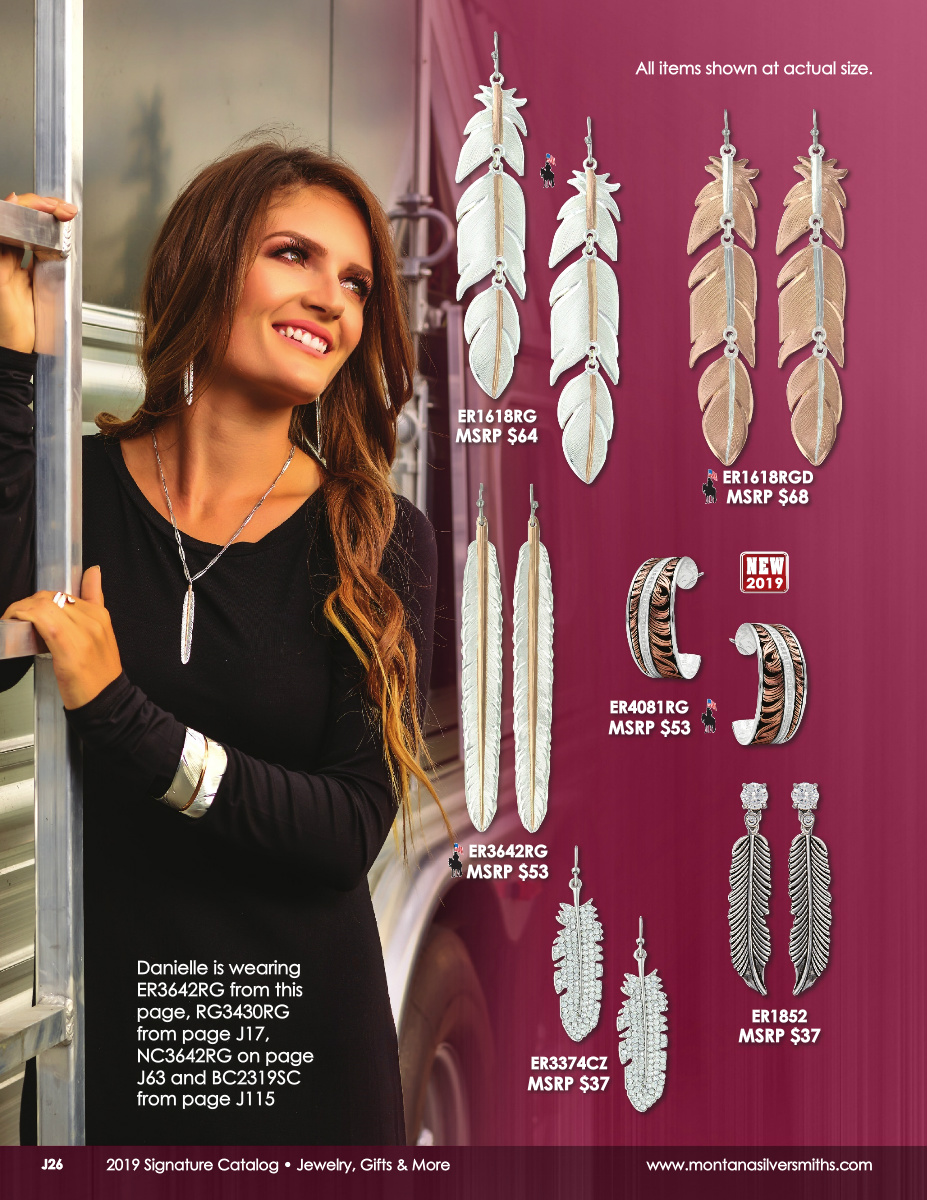 All items shown at actual size.
ER1618RG
MSRP $64
ER1618RGD
MSRP $68
NEW
2019
ER4081RG
MSRP $53
ER3642RG
MSRP $53
ER1852
MSRP $37
ER3374CZ
MSRP $37
Danielle is wearing
ER3642RG from this
page, RG3430RG
from page J17,
NC3642RG on page
J63 and BC2319SC
from page J115
J26 2019 Signature Catalog • Jewelry, Gifts & More www.montanasilversmiths.com